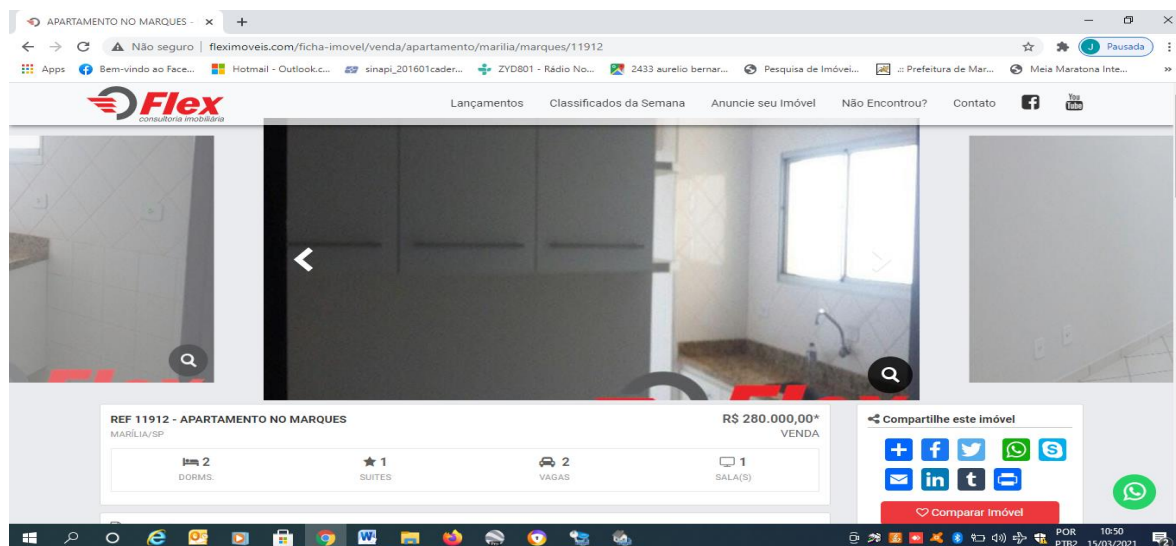 APARTAMENTO NO MARQUES -
Não seguro | fleximoveis.com/ficha-imovel/venda/apartamento/marilia/marques/11912
J Pausada
Apps Bem-vindo ao Face... Hotmail - Outlook.c... sinapi_201601cader... ZYD801 - Rádio No... 2433 aurelio bernar... Pesquisa de Imóvei... .:: Prefeitura de Mar... Meia Maratona Inte...
Flex
consultoria imobiliária
Lançamentos Classificados da Semana Anuncie seu Imóvel Não Encontrou? Contato You Tube
REF 11912 - APARTAMENTO NO MARQUES
MARÍLIA/SP
R$ 280.000,00*
VENDA
2
DORMS.
1
SUITES
2
VAGAS
1
SALA(S)
Compartilhe este imóvel
Comparar Imóvel
POR
PTB2
10:50
15/03/2021